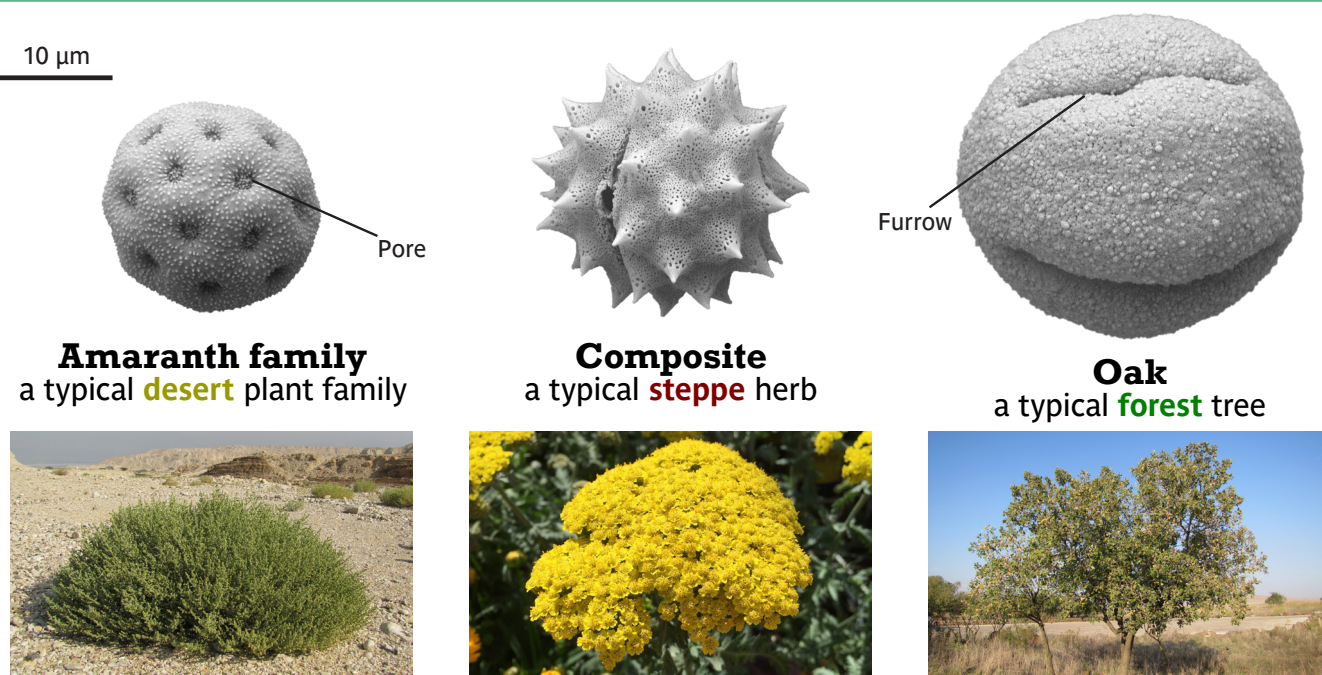 10 µm
Pore
Furrow
Amaranth family
a typical desert plant family
Composite
a typical steppe herb
Oak
a typical forest tree